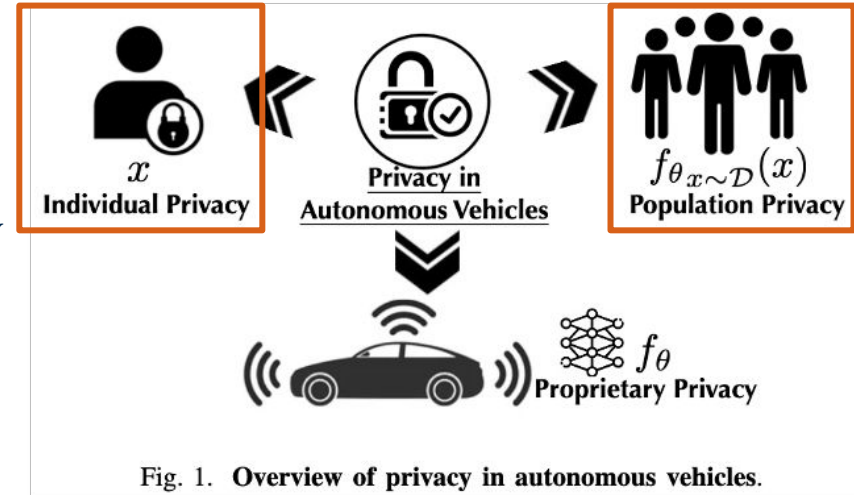 x
Individual Privacy
Privacy in
Autonomous Vehicles
f_{θ_{x∼𝒟}}(x)
Population Privacy
f_θ
Proprietary Privacy
Fig. 1. Overview of privacy in autonomous vehicles.